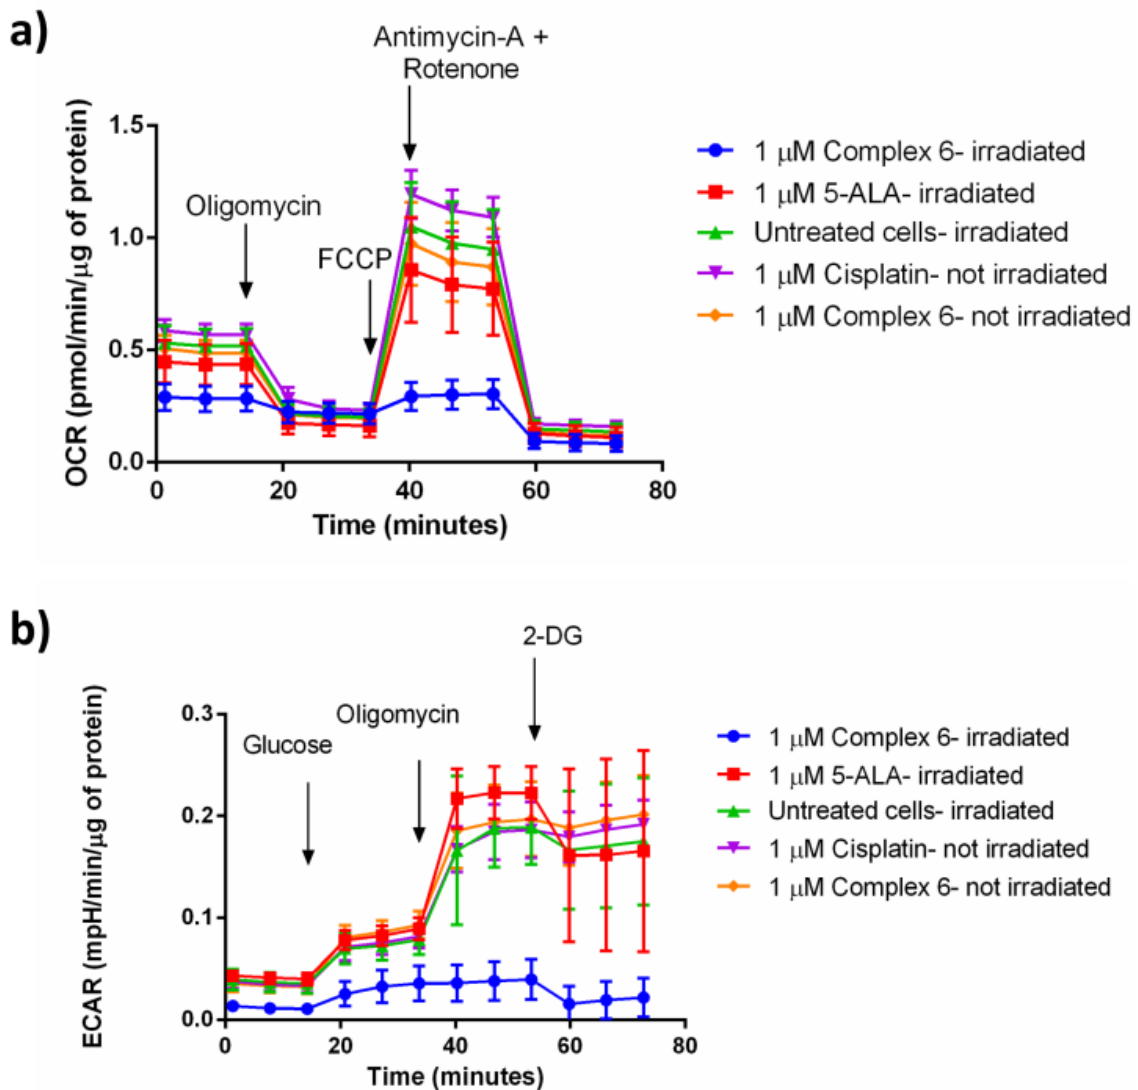 a)
Antimycin-A +
Rotenone
Oligomycin
FCCP
OCR (pmol/min/μg of protein)
1.5
1.0
0.5
0.0
0 20 40 60 80
Time (minutes)
1 μM Complex 6- irradiated
1 μM 5-ALA- irradiated
Untreated cells- irradiated
1 μM Cisplatin- not irradiated
1 μM Complex 6- not irradiated
b)
2-DG
Oligomycin
Glucose
ECAR (mpH/min/μg of protein)
0.3
0.2
0.1
0.0
0 20 40 60 80
Time (minutes)
1 μM Complex 6- irradiated
1 μM 5-ALA- irradiated
Untreated cells- irradiated
1 μM Cisplatin- not irradiated
1 μM Complex 6- not irradiated